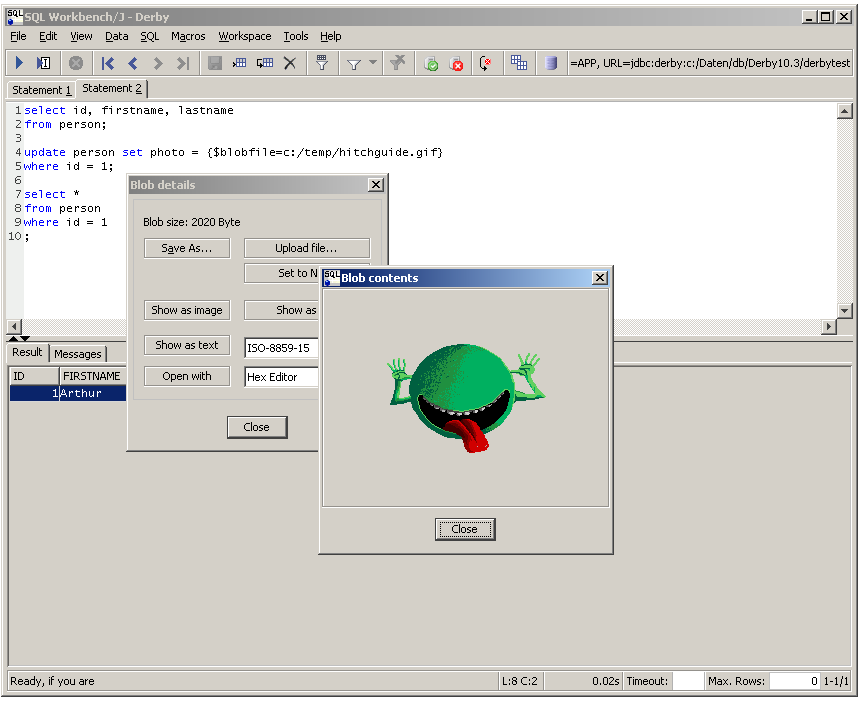 SQL Workbench/J - Derby
File Edit View Data SQL Macros Workspace Tools Help
=APP, URL=jdbc:derby:c:/Daten/db/Derby10.3/derbytest
Statement 1 Statement 2
1 select id, firstname, lastname
2 from person;
3
4 update person set photo = {$blobfile=c:/temp/hitchguide.gif}
5 where id = 1;
6
7 select *
8 from person
9 where id = 1
10 ;
Blob details
Blob size: 2020 Byte
Save As... Upload file...
Set to N
Show as image Show as
Show as text ISO-8859-15
Open with Hex Editor
Close
SQL Blob contents
Close
Result Messages
ID FIRSTNAME
1 Arthur
Ready, if you are L:8 C:2 0.02s Timeout: Max. Rows: 0 1-1/1